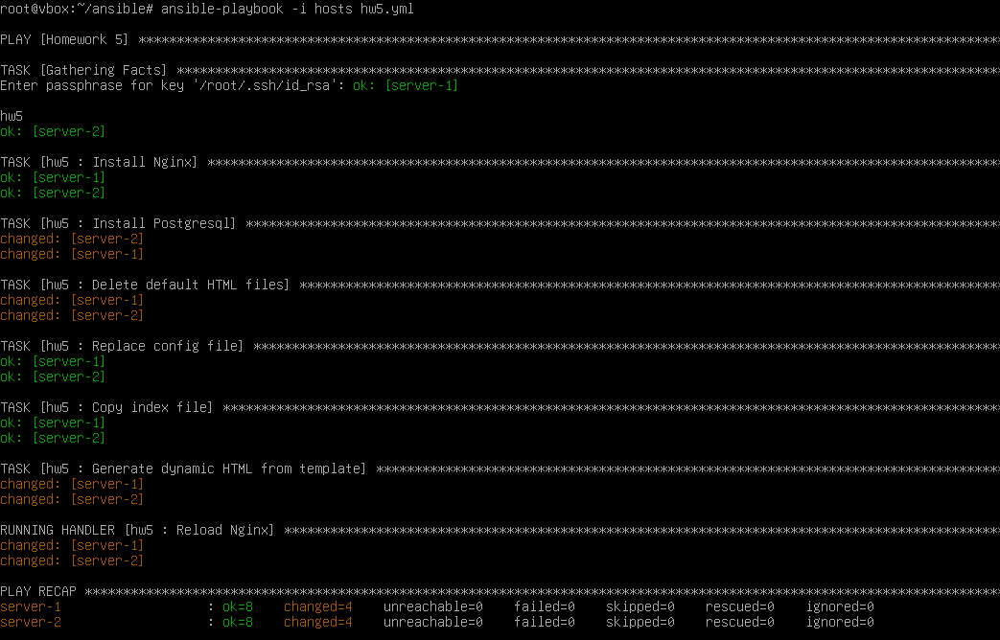 root@vbox:~/ansible# ansible-playbook -i hosts hw5.yml
PLAY [Homework 5] ****************************************************************************************************************
TASK [Gathering Facts] ***********************************************************************************************************
Enter passphrase for key '/root/.ssh/id_rsa': ok: [server-1]
hw5
ok: [server-2]
TASK [hw5 : Install Nginx] *******************************************************************************************************
ok: [server-1]
ok: [server-2]
TASK [hw5 : Install Postgresql] **************************************************************************************************
changed: [server-2]
changed: [server-1]
TASK [hw5 : Delete default HTML files] *******************************************************************************************
changed: [server-1]
changed: [server-2]
TASK [hw5 : Replace config file] *************************************************************************************************
ok: [server-1]
ok: [server-2]
TASK [hw5 : Copy index file] *****************************************************************************************************
ok: [server-1]
ok: [server-2]
TASK [hw5 : Generate dynamic HTML from template] *********************************************************************************
changed: [server-1]
changed: [server-2]
RUNNING HANDLER [hw5 : Reload Nginx] *********************************************************************************************
changed: [server-1]
changed: [server-2]
PLAY RECAP ***********************************************************************************************************************
server-1                   : ok=8    changed=4    unreachable=0    failed=0    skipped=0    rescued=0    ignored=0
server-2                   : ok=8    changed=4    unreachable=0    failed=0    skipped=0    rescued=0    ignored=0